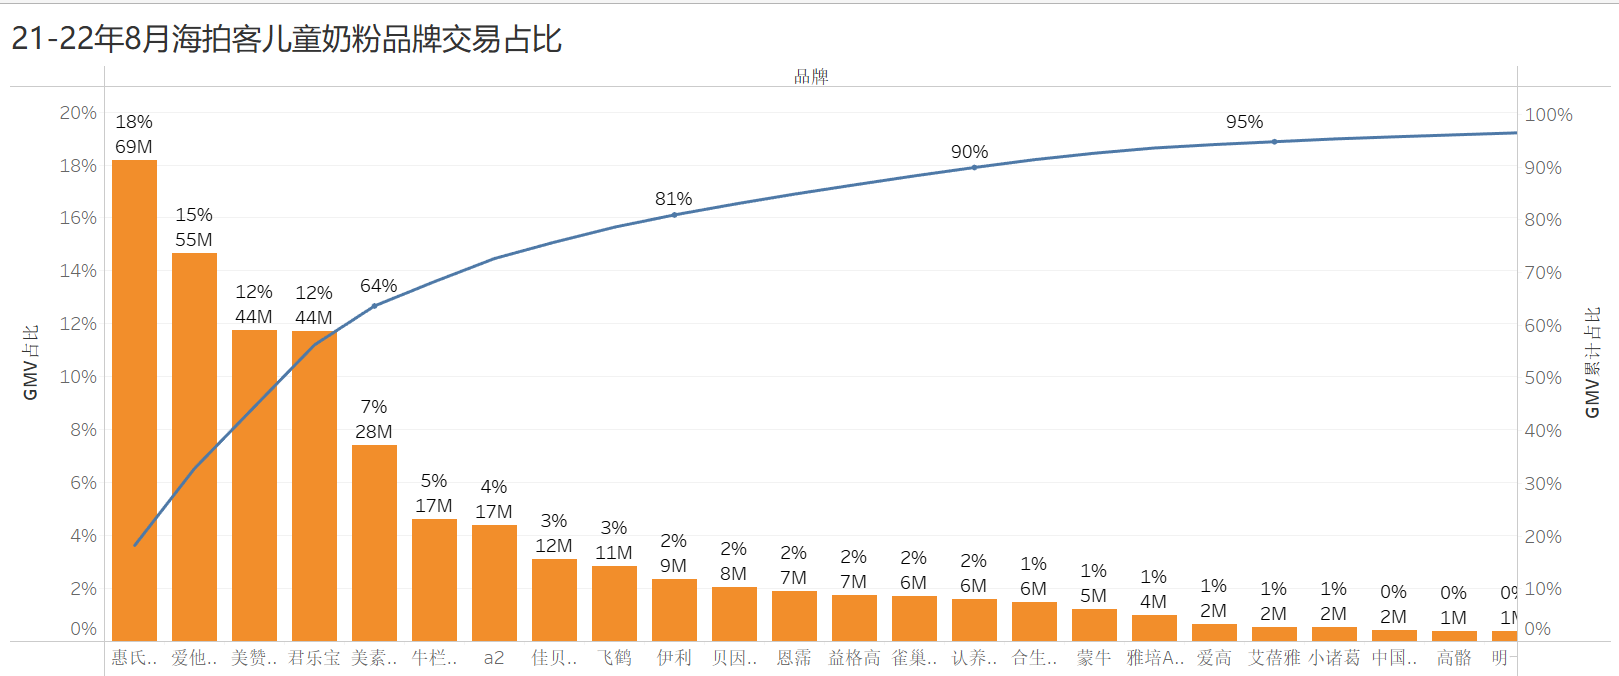 21-22年8月海拍客儿童奶粉品牌交易占比
品牌
20%
18%
16%
14%
12%
10%
8%
6%
4%
2%
0%
GMV占比
18%
69M
15%
55M
12%
44M
12%
44M
7%
28M
5%
17M
4%
17M
3%
12M
3%
11M
2%
9M
2%
8M
2%
7M
2%
7M
2%
6M
2%
6M
1%
6M
1%
5M
1%
4M
1%
2M
1%
2M
1%
2M
0%
2M
0%
1M
64%
81%
90%
95%
100%
90%
80%
70%
60%
50%
40%
30%
20%
10%
0%
GMV累计占比
惠氏.. 爱他.. 美赞.. 君乐宝 美素.. 牛栏.. a2 佳贝.. 飞鹤 伊利 贝因.. 恩霈 益格高 雀巢.. 认养.. 合生.. 蒙牛 雅培A.. 爱高 艾蓓雅 小诸葛 中国.. 高骼 明